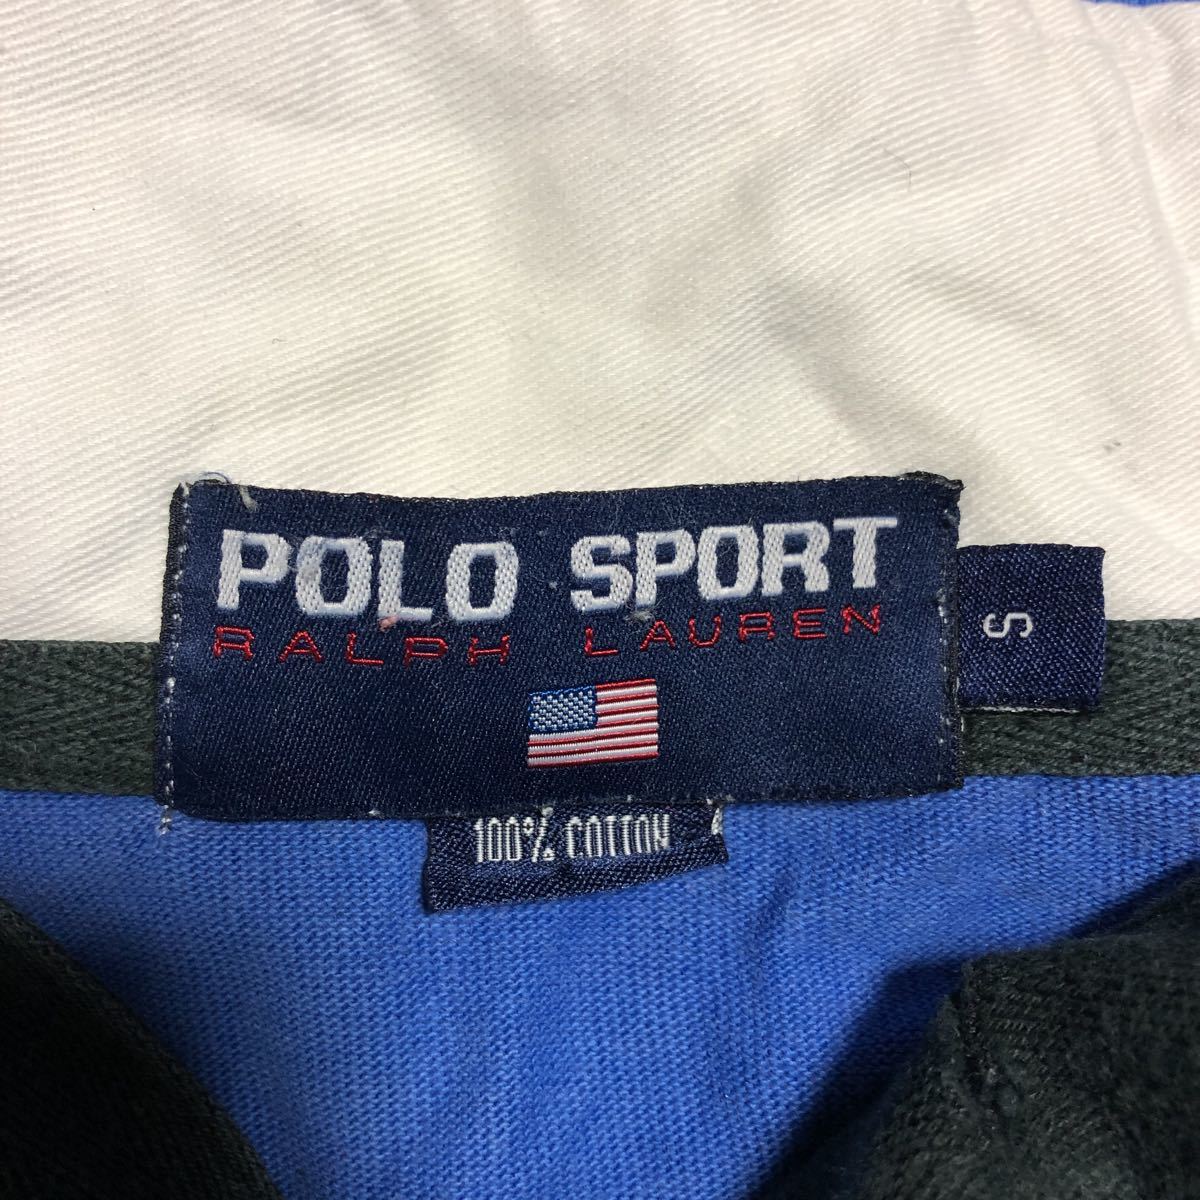 POLO SPORT
RALPH LAUREN
S
100% COTTON